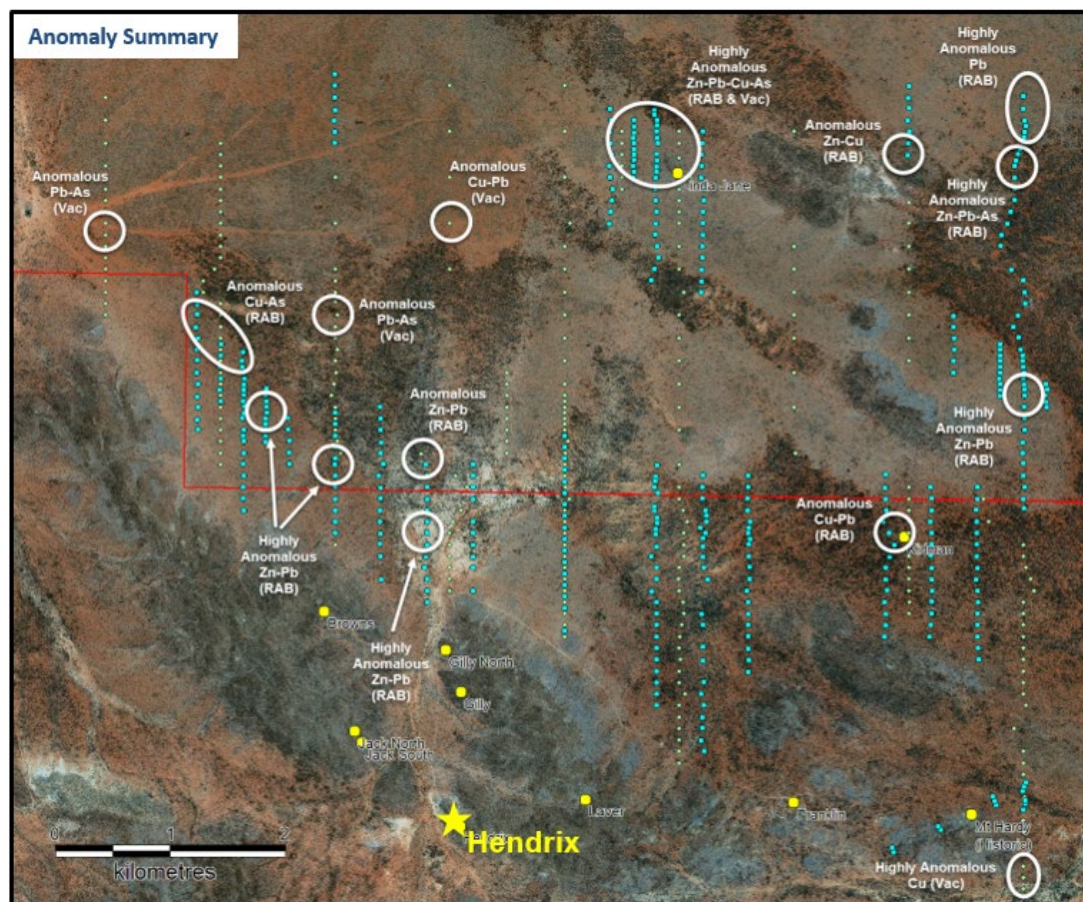 Anomaly Summary
Highly
Anomalous
Zn-Pb-Cu-As
(RAB & Vac)
Highly
Anomalous
Pb
(RAB)
Anomalous
Zn-Cu
(RAB)
Anomalous
Pb-As
(Vac)
Anomalous
Cu-Pb
(Vac)
Linda Jane
Highly
Anomalous
Zn-Pb-As
(RAB)
Anomalous
Cu-As
(RAB)
Anomalous
Pb-As
(Vac)
Anomalous
Zn-Pb
(RAB)
Highly
Anomalous
Zn-Pb
(RAB)
Anomalous
Cu-Pb
(RAB)
Kidman
Highly
Anomalous
Zn-Pb
(RAB)
Browns
Highly
Anomalous
Zn-Pb
(RAB)
Gilly North
Gilly
Jack North
Jack South
Laver
Franklin
Mt Hardy
(Historic)
Hendrix
0 1 2
kilometres
Highly Anomalous
Cu (Vac)